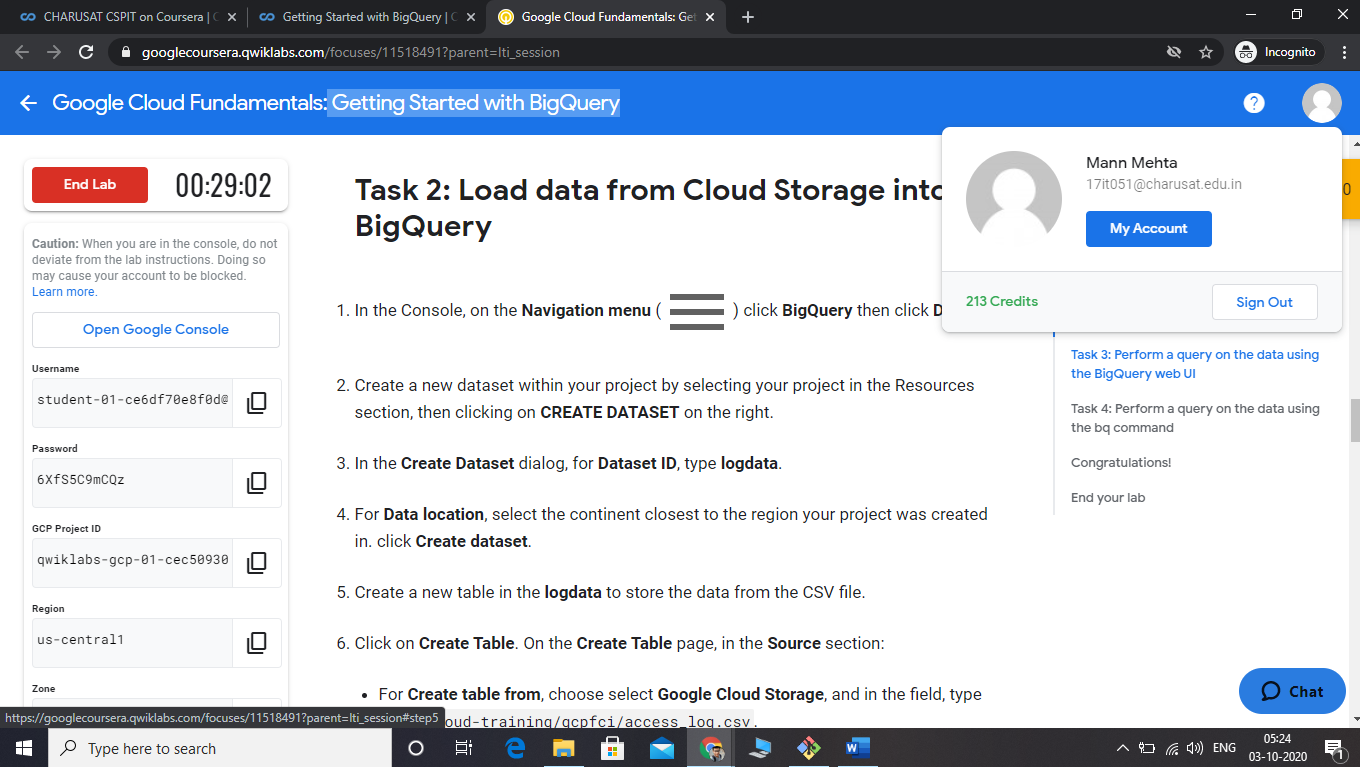 CHARUSAT CSPIT on Coursera |
Getting Started with BigQuery |
Google Cloud Fundamentals: Get
googlecoursera.qwiklabs.com/focuses/11518491?parent=lti_session
Incognito
Google Cloud Fundamentals: Getting Started with BigQuery
End Lab
00:29:02
Caution: When you are in the console, do not
deviate from the lab instructions. Doing so
may cause your account to be blocked.
Learn more.
Open Google Console
Username
student-01-ce6df70e8f0d@
Password
6XfS5C9mCQz
GCP Project ID
qwiklabs-gcp-01-cec50930
Region
us-central1
Zone
https://googlecoursera.qwiklabs.com/focuses/11518491?parent=lti_session#step5
Task 2: Load data from Cloud Storage into
BigQuery
1. In the Console, on the Navigation menu ( ) click BigQuery then click D
2. Create a new dataset within your project by selecting your project in the Resources
section, then clicking on CREATE DATASET on the right.
3. In the Create Dataset dialog, for Dataset ID, type logdata.
4. For Data location, select the continent closest to the region your project was created
in. click Create dataset.
5. Create a new table in the logdata to store the data from the CSV file.
6. Click on Create Table. On the Create Table page, in the Source section:
• For Create table from, choose select Google Cloud Storage, and in the field, type
oud-training/gcpfci/access_log.csv.
Mann Mehta
17it051@charusat.edu.in
My Account
213 Credits
Sign Out
0
Task 3: Perform a query on the data using
the BigQuery web UI
Task 4: Perform a query on the data using
the bq command
Congratulations!
End your lab
Chat
Type here to search
ENG
05:24
03-10-2020
1